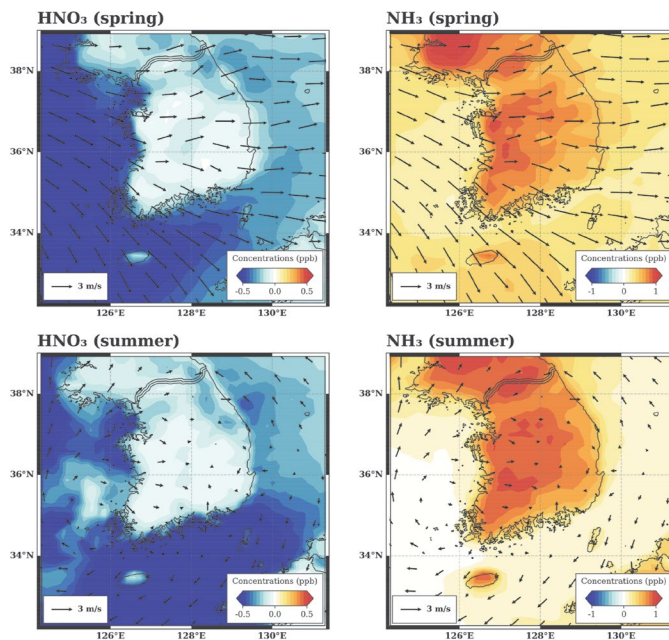 HNO₃ (spring)
NH₃ (spring)
38°N
36°N
34°N
3 m/s
Concentrations (ppb)
-0.5 0.0 0.5
126°E 128°E 130°E
38°N
36°N
34°N
3 m/s
Concentrations (ppb)
-1 0 1
126°E 128°E 130°E
HNO₃ (summer)
NH₃ (summer)
38°N
36°N
34°N
3 m/s
Concentrations (ppb)
-0.5 0.0 0.5
126°E 128°E 130°E
38°N
36°N
34°N
3 m/s
Concentrations (ppb)
-1 0 1
126°E 128°E 130°E